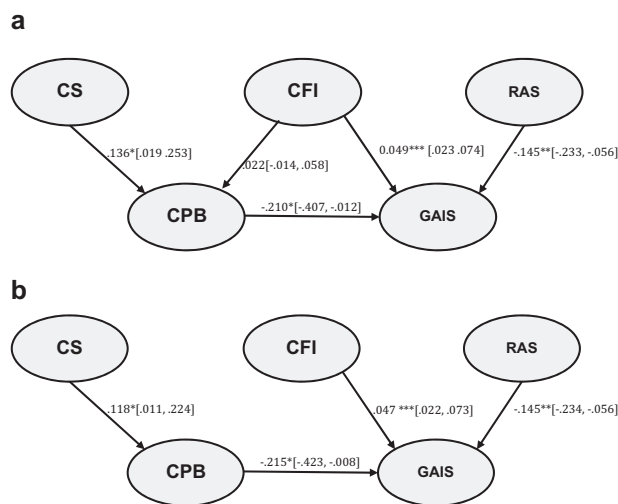 a
CS CFI RAS
.136*[.019 .253] .022[-.014, .058] 0.049*** [.023 .074] -.145**[-.233, -.056]
CPB -.210*[-.407, -.012] GAIS
b
CS CFI RAS
.118*[.011, .224] .047 ***[.022, .073] -.145**[-.234, -.056]
CPB -.215*[-.423, -.008] GAIS